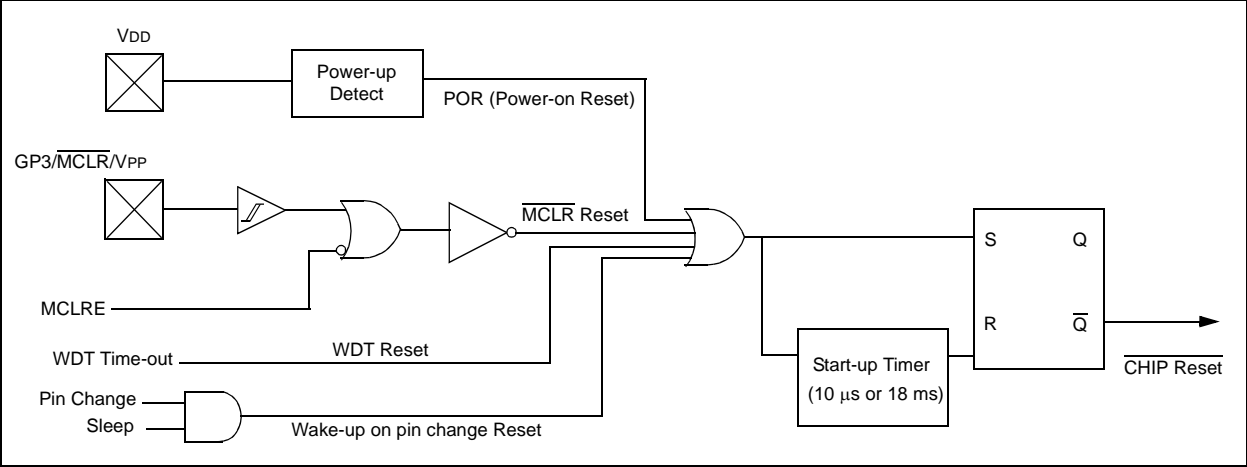 VDD
Power-up
Detect
POR (Power-on Reset)
GP3/MCLR/VPP
MCLR Reset
MCLRE
WDT Time-out
WDT Reset
Pin Change
Sleep
Wake-up on pin change Reset
S
Q
R
Q
Start-up Timer
(10 μs or 18 ms)
CHIP Reset